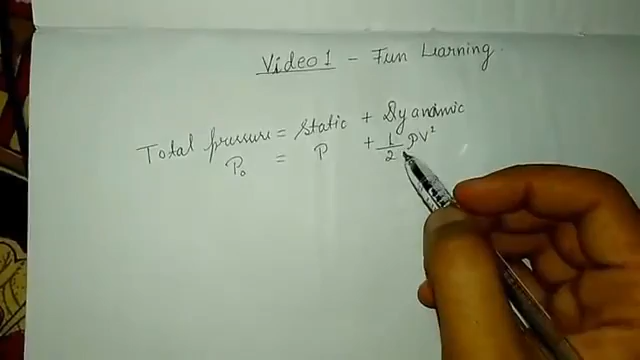 Video 1 - Fun Learning
Total pressure = Static + Dyanamic
P₀ = P + 1/2 ρV²